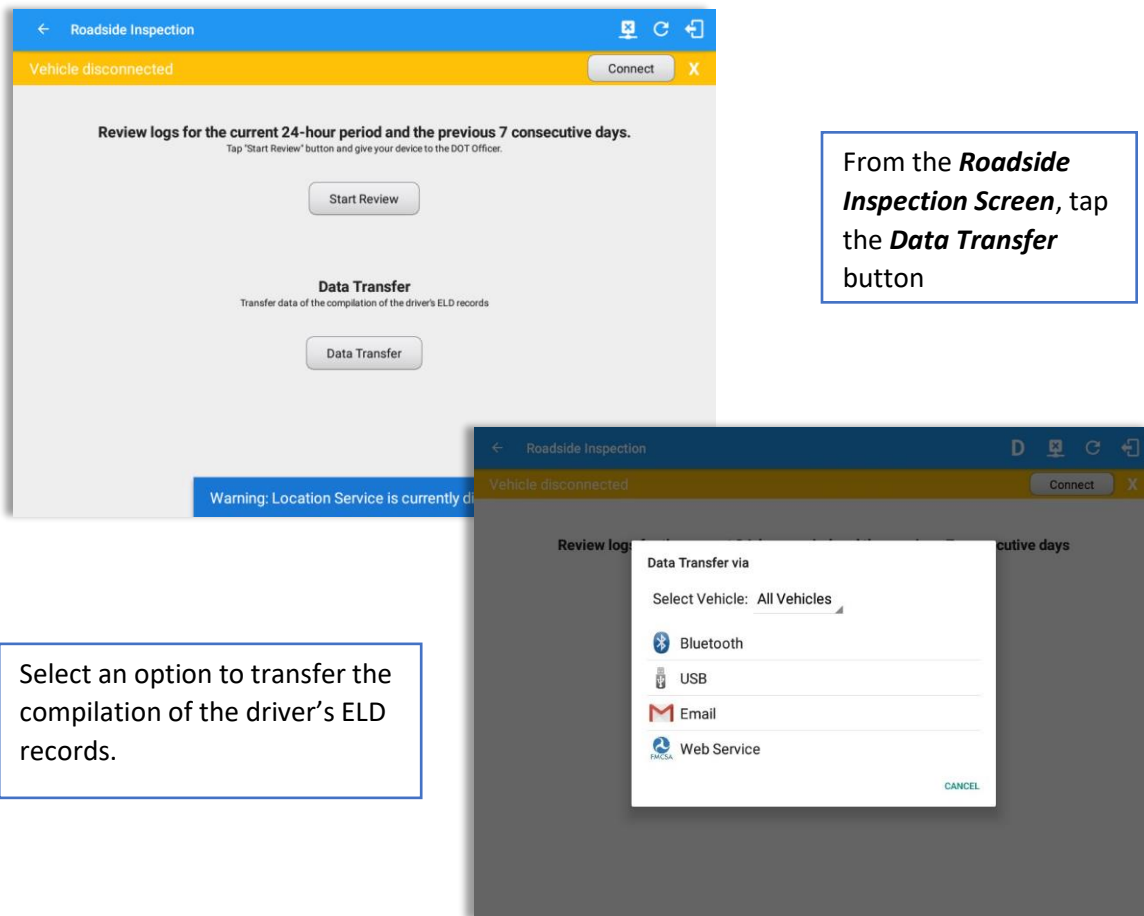 Roadside Inspection
Vehicle disconnected
Connect
X
Review logs for the current 24-hour period and the previous 7 consecutive days.
Tap "Start Review" button and give your device to the DOT Officer.
Start Review
Data Transfer
Transfer data of the compilation of the driver's ELD records
Data Transfer
Warning: Location Service is currently
From the Roadside
Inspection Screen, tap
the Data Transfer
button
Roadside Inspection
D
Vehicle disconnected
Connect
X
Review
days
Data Transfer via
Select Vehicle: All Vehicles
Bluetooth
USB
Email
FMCSA
Web Service
CANCEL
Select an option to transfer the
compilation of the driver’s ELD
records.